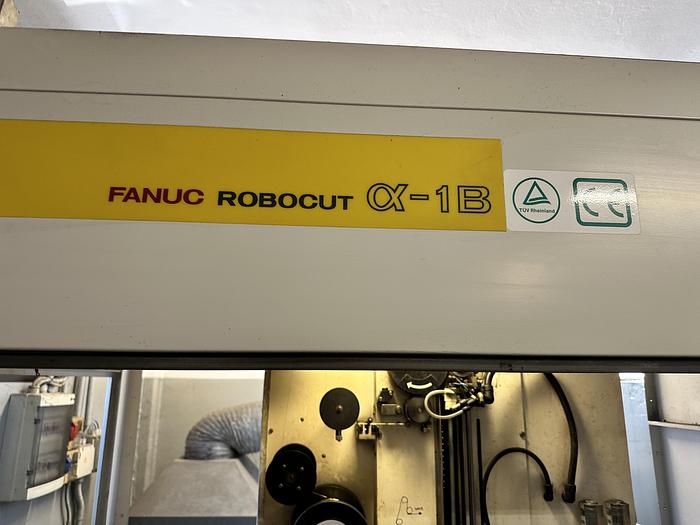 FANUC ROBOCUT α-1B
TÜV Rheinland
CE